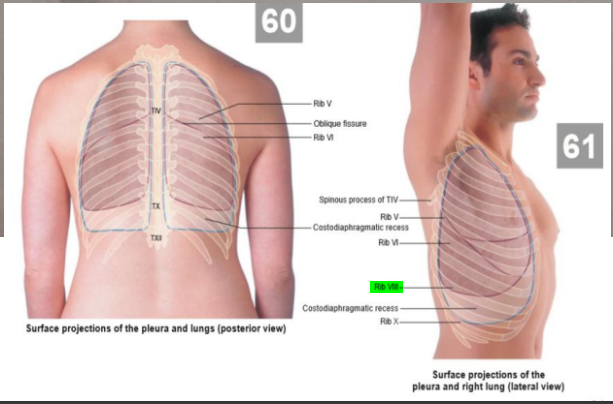 60
Rib V
TIV
Oblique fissure
Rib VI
TX
Costodiaphragmatic recess
TXII
Surface projections of the pleura and lungs (posterior view)
61
Spinous process of TIV
Rib V
Rib VI
Rib VIII
Costodiaphragmatic recess
Rib X
Surface projections of the
pleura and right lung (lateral view)